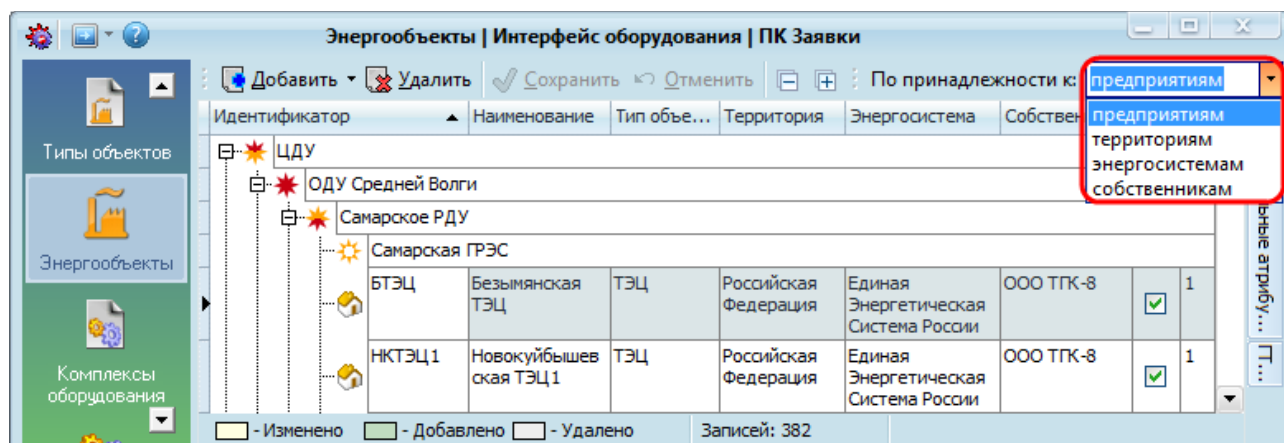 Энергообъекты | Интерфейс оборудования | ПК Заявки
Добавить Удалить Сохранить Отменить По принадлежности к: предприятиям
предприятиям
территориям
энергосистемам
собственникам
Идентификатор Наименование Тип объе... Территория Энергосистема Собствен
Типы объектов
Энергообъекты
Комплексы
оборудования
ЦДУ
ОДУ Средней Волги
Самарское РДУ
Самарская ГРЭС
БТЭЦ Безымянская ТЭЦ Российская Единая ООО ТГК-8 1
ТЭЦ Федерация Энергетическая
Система России
НКТЭЦ1 Новокуйбышев ТЭЦ Российская Единая ООО ТГК-8 1
ская ТЭЦ1 Федерация Энергетическая
Система России
ьные атрибу...
П...
- Изменено - Добавлено - Удалено Записей: 382